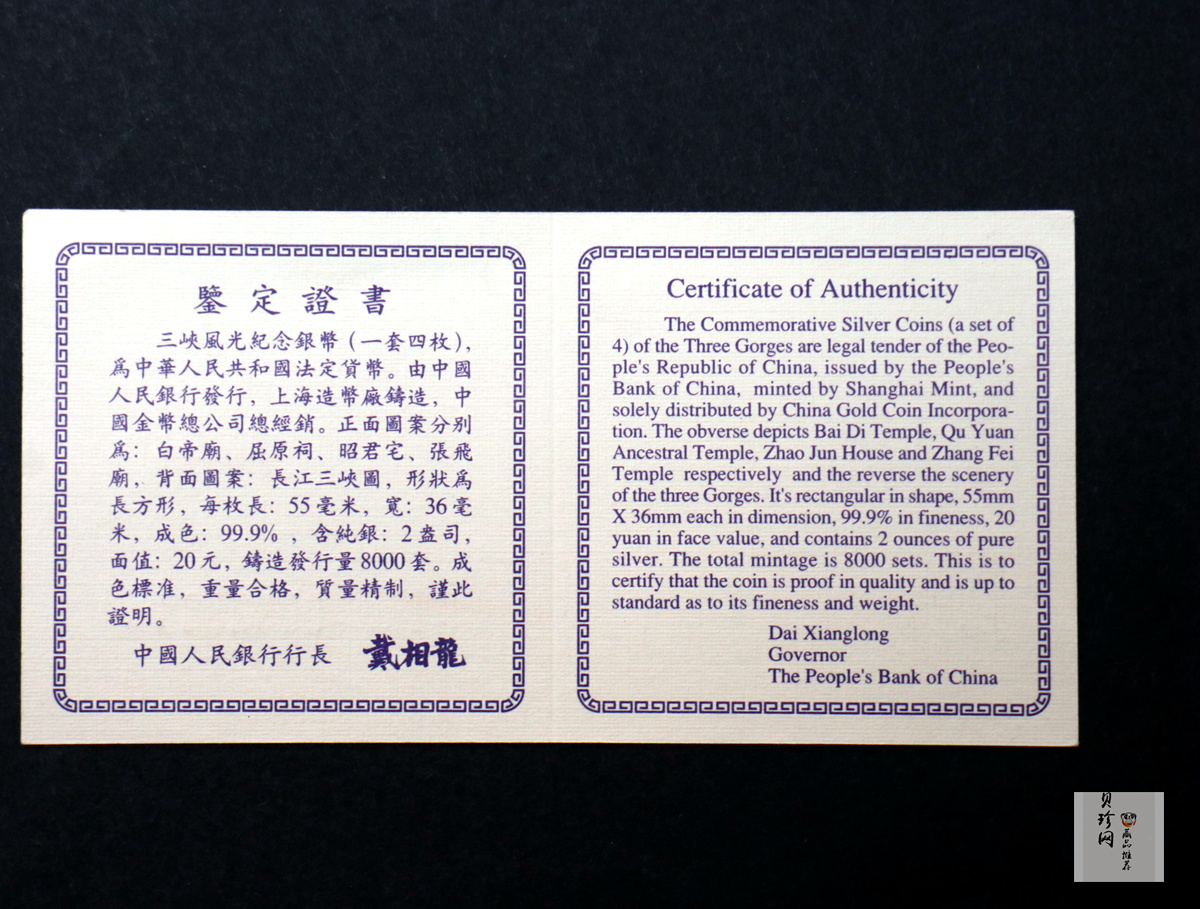 鑒定證書
三峽風光紀念銀幣（一套四枚），
爲中華人民共和國法定貨幣。由中國
人民銀行發行，上海造幣廠鑄造，中
國金幣總公司總經銷。正面圖案分别
爲：白帝廟、屈原祠、昭君宅、張飛
廟，背面圖案：長江三峽圖，形狀爲
長方形，每枚長：55毫米，寬：36毫
米，成色：99.9%，含純銀：2盎司，
面值：20元，鑄造發行量8000套。成
色標准，重量合格，質量精制，謹此
證明。
中國人民銀行行長 戴相龍
Certificate of Authenticity
The Commemorative Silver Coins (a set of
4) of the Three Gorges are legal tender of the Peo-
ple's Republic of China, issued by the People's
Bank of China, minted by Shanghai Mint, and
solely distributed by China Gold Coin Incorpora-
tion. The obverse depicts Bai Di Temple, Qu Yuan
Ancestral Temple, Zhao Jun House and Zhang Fei
Temple respectively and the reverse the scenery
of the three Gorges. It's rectangular in shape, 55mm
X 36mm each in dimension, 99.9% in fineness, 20
yuan in face value, and contains 2 ounces of pure
silver. The total mintage is 8000 sets. This is to
certify that the coin is proof in quality and is up to
standard as to its fineness and weight.
Dai Xianglong
Governor
The People's Bank of China
贝珍网
藏品推荐